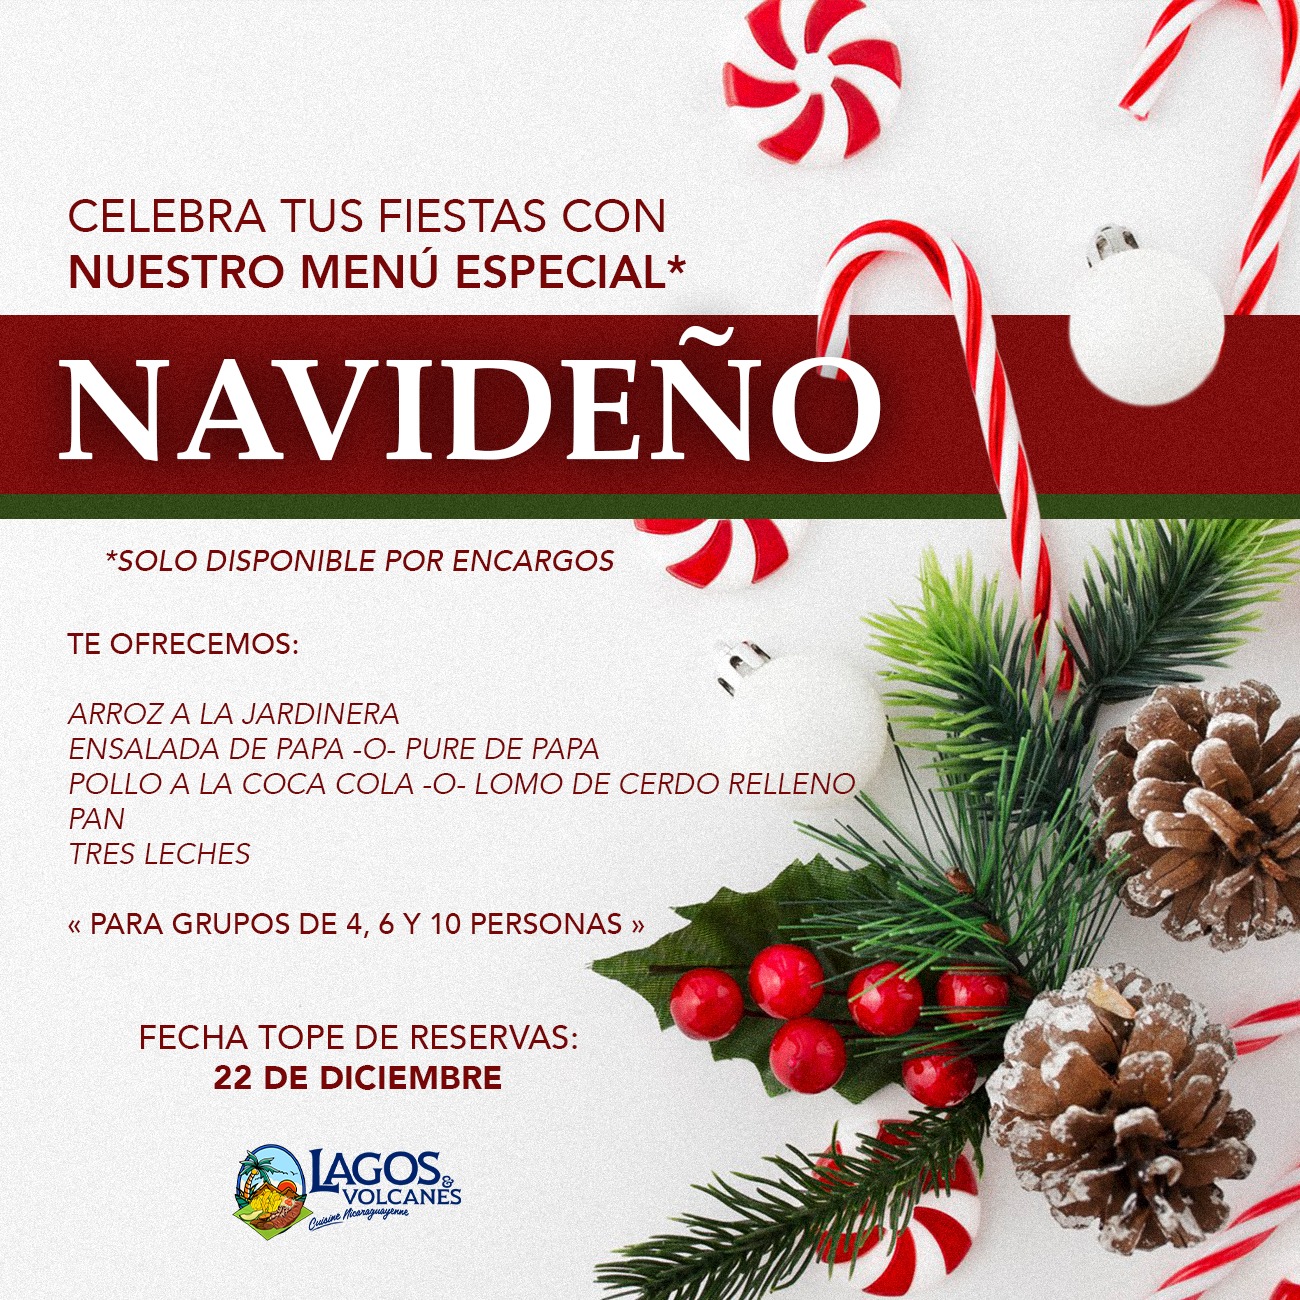 CELEBRA TUS FIESTAS CON
NUESTRO MENÚ ESPECIAL*
NAVIDEÑO
*SOLO DISPONIBLE POR ENCARGOS
TE OFRECEMOS:
ARROZ A LA JARDINERA
ENSALADA DE PAPA -O- PURE DE PAPA
POLLO A LA COCA COLA -O- LOMO DE CERDO RELLENO
PAN
TRES LECHES
« PARA GRUPOS DE 4, 6 Y 10 PERSONAS »
FECHA TOPE DE RESERVAS:
22 DE DICIEMBRE
LAGOS &
VOLCANES
Cuisine Nicaraguayenne